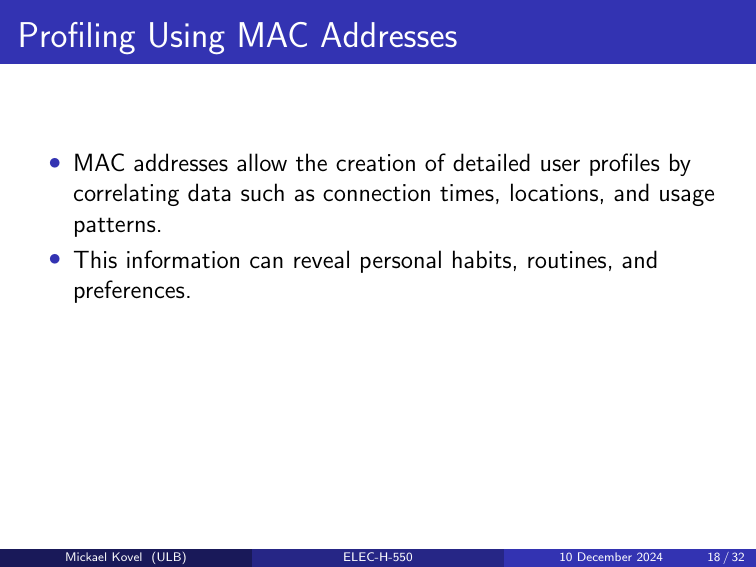 Profiling Using MAC Addresses
• MAC addresses allow the creation of detailed user profiles by
correlating data such as connection times, locations, and usage
patterns.
• This information can reveal personal habits, routines, and
preferences.
Mickael Kovel (ULB) ELEC-H-550 10 December 2024 18 / 32